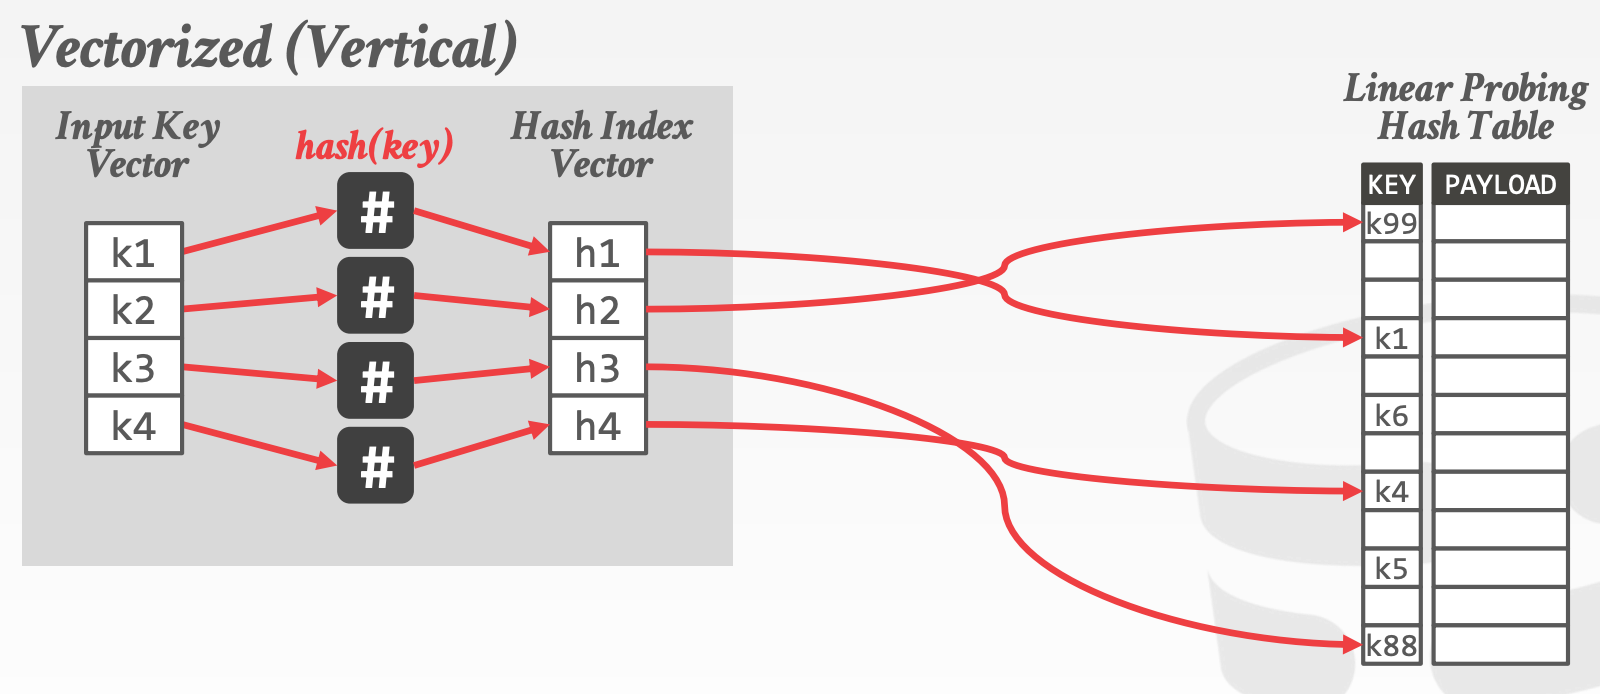 Vectorized (Vertical)
Input Key
Vector
hash(key)
Hash Index
Vector
k1
k2
k3
k4
#
#
#
#
h1
h2
h3
h4
Linear Probing
Hash Table
KEY PAYLOAD
k99
k1
k6
k4
k5
k88